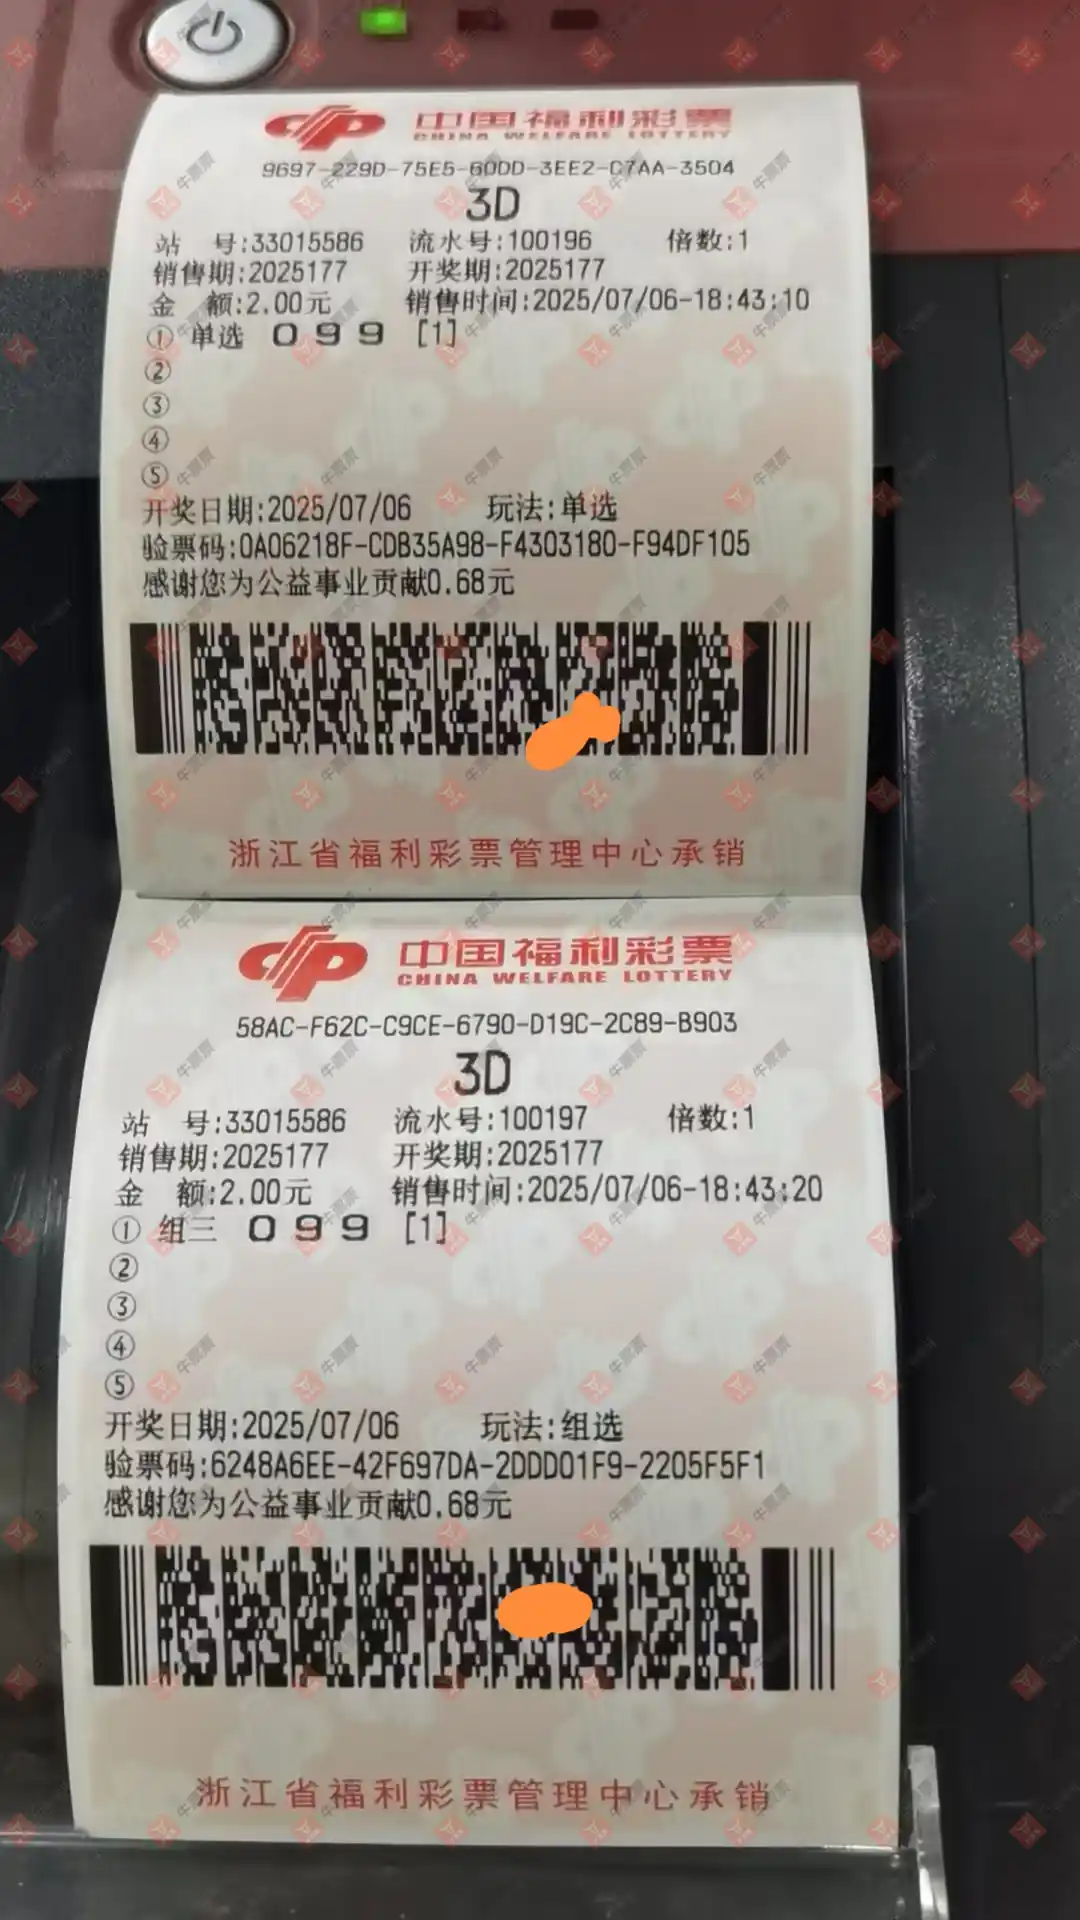 中国福利彩票
CHINA WELFARE LOTTERY
9697-229D-75E5-600D-3EE2-C7AA-3504
3D
站 号:33015586 流水号:100196 倍数:1
销售期:2025177 开奖期:2025177
金 额:2.00元 销售时间:2025/07/06-18:43:10
① 单选 099 [1]
②
③
④
⑤
开奖日期:2025/07/06 玩法:单选
验票码:0A06218F-CDB35A98-F4303180-F94DF105
感谢您为公益事业贡献0.68元
浙江省福利彩票管理中心承销
中国福利彩票
CHINA WELFARE LOTTERY
58AC-F62C-C9CE-6790-D19C-2C89-B903
3D
站 号:33015586 流水号:100197 倍数:1
销售期:2025177 开奖期:2025177
金 额:2.00元 销售时间:2025/07/06-18:43:20
① 组三 099 [1]
②
③
④
⑤
开奖日期:2025/07/06 玩法:组选
验票码:6248A6EE-42F697DA-2DDD01F9-2205F5F1
感谢您为公益事业贡献0.68元
浙江省福利彩票管理中心承销
牛票票